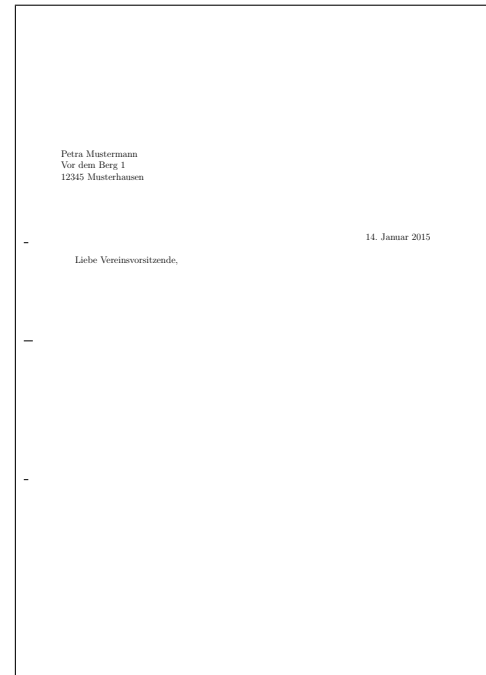 Petra Mustermann
Vor dem Berg 1
12345 Musterhausen
14. Januar 2015
Liebe Vereinsvorsitzende,